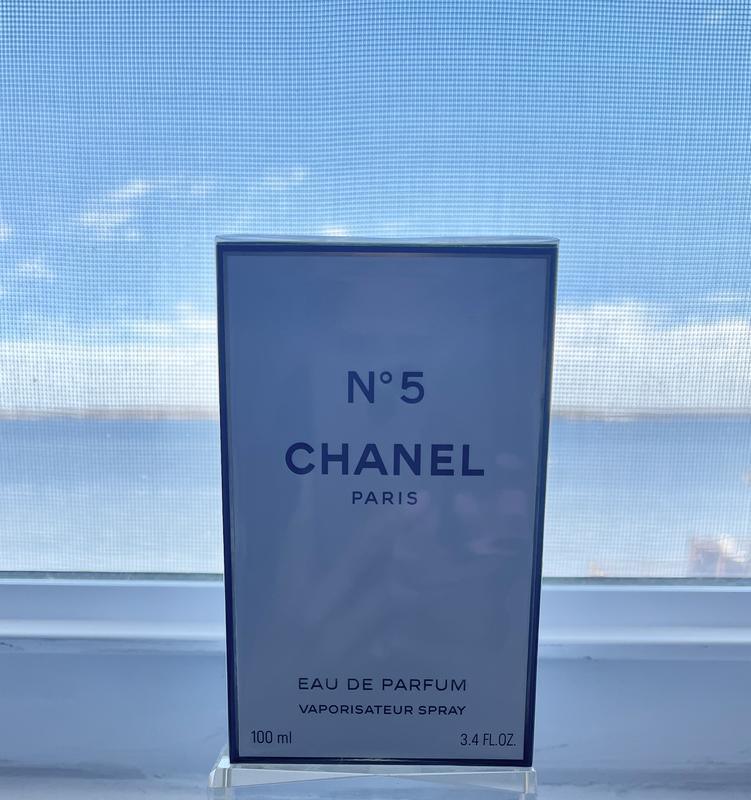 N°5
CHANEL
PARIS
EAU DE PARFUM
VAPORISATEUR SPRAY
100 ml 3.4 FL.OZ.